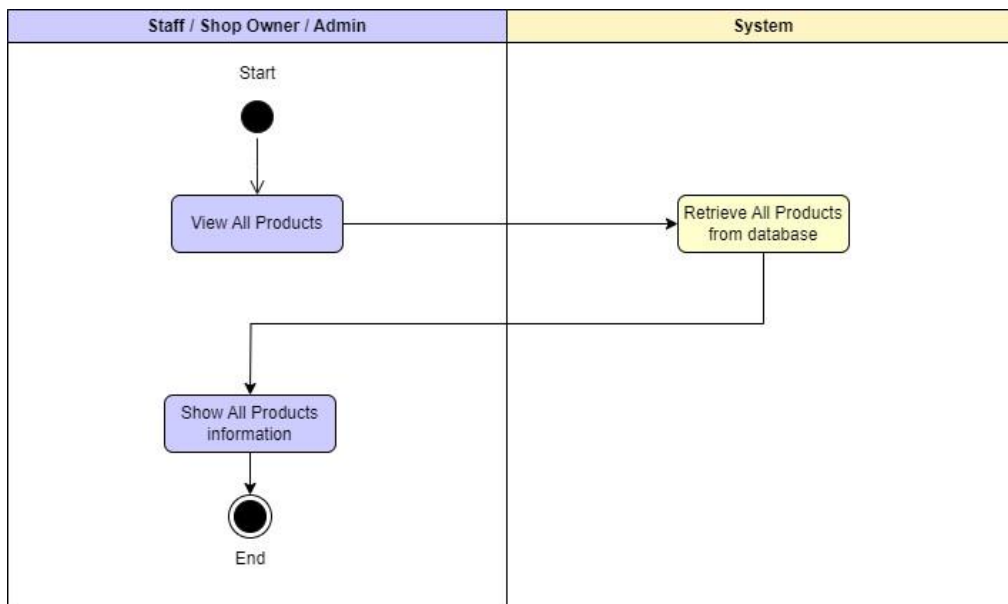 Staff / Shop Owner / Admin
System
Start
View All Products
Retrieve All Products
from database
Show All Products
information
End